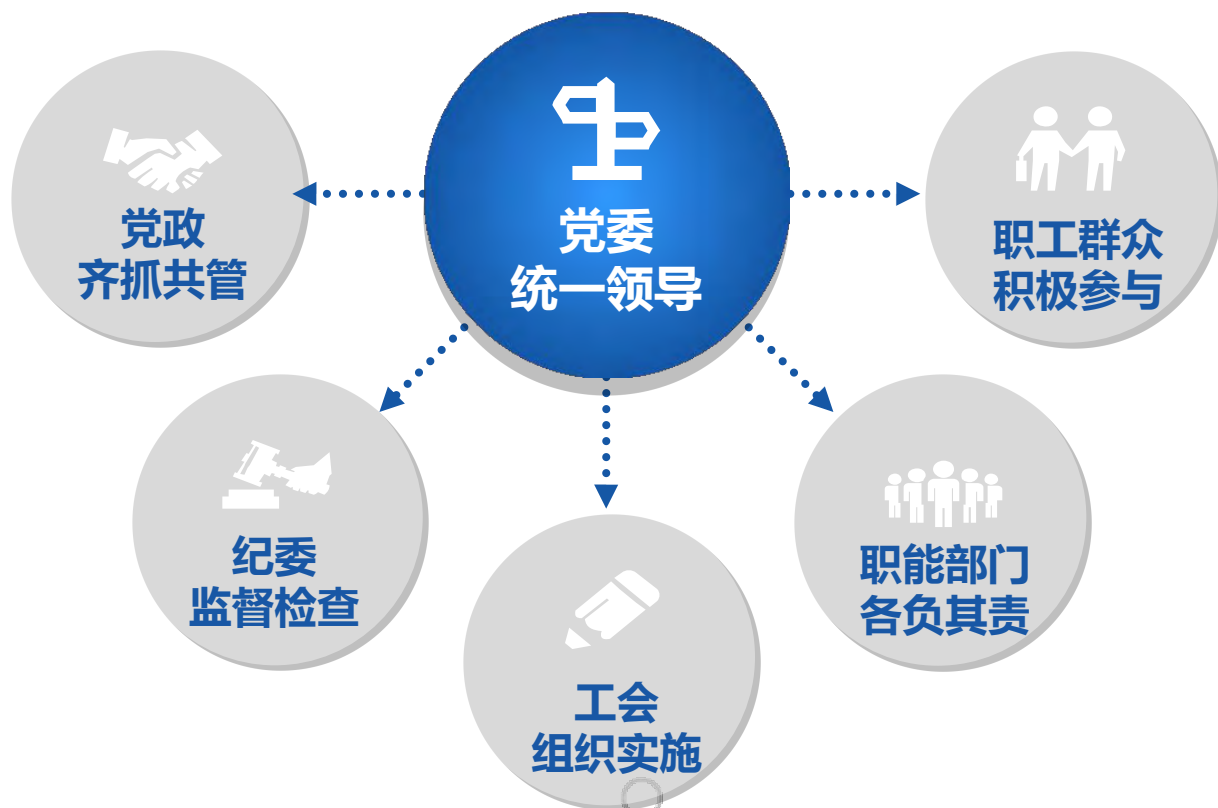 党委
统一领导
党政
齐抓共管
纪委
监督检查
工会
组织实施
职能部门
各负其责
职工群众
积极参与